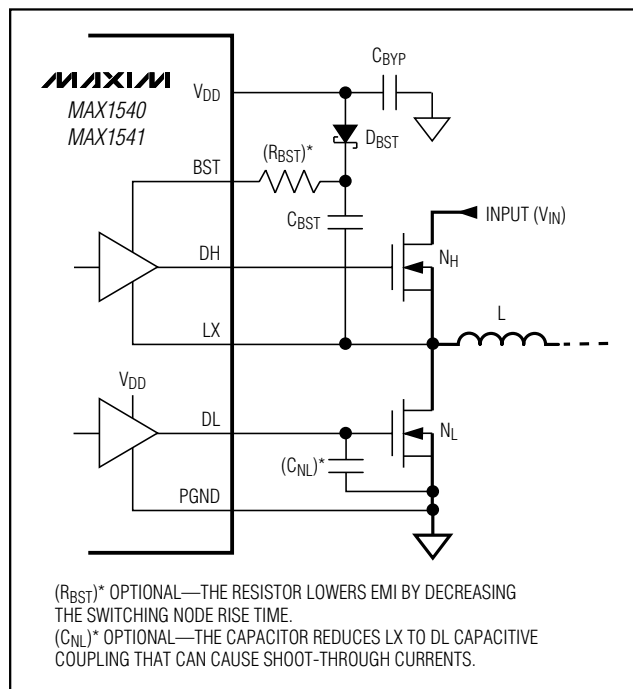 MAXIM
MAX1540
MAX1541
VDD
CBYP
DBST
(RBST)*
BST
CBST
INPUT (VIN)
DH
NH
LX
L
VDD
DL
NL
(CNL)*
PGND
(RBST)* OPTIONAL—THE RESISTOR LOWERS EMI BY DECREASING
THE SWITCHING NODE RISE TIME.
(CNL)* OPTIONAL—THE CAPACITOR REDUCES LX TO DL CAPACITIVE
COUPLING THAT CAN CAUSE SHOOT-THROUGH CURRENTS.